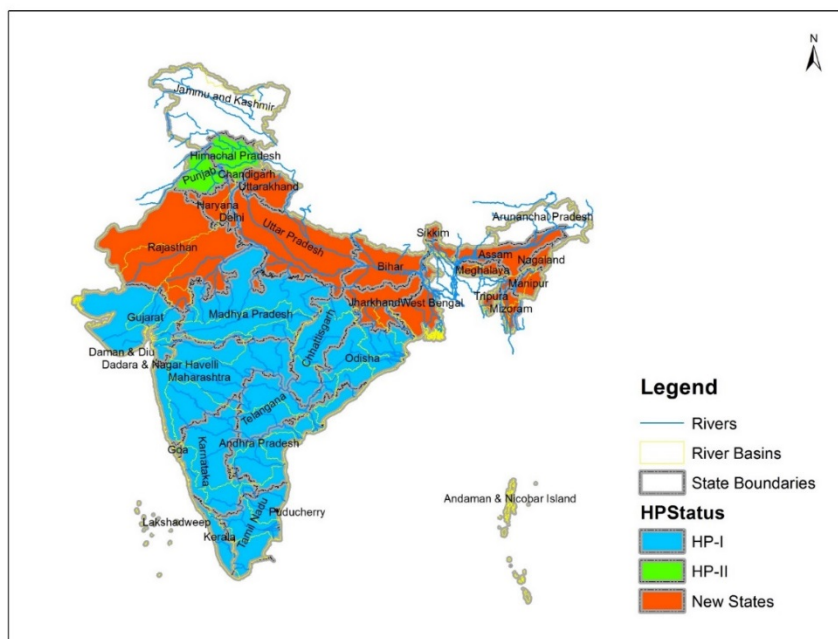 N
Jammu and Kashmir
Himachal Pradesh
Punjab
Chandigarh
Uttarakhand
Haryana
Delhi
Rajasthan
Uttar Pradesh
Bihar
Sikkim
Arunanchal Pradesh
Assam
Nagaland
Meghalaya
Manipur
Tripura
Mizoram
Jharkhand
West Bengal
Gujarat
Madhya Pradesh
Chhattisgarh
Odisha
Daman & Diu
Dadara & Nagar Havelli
Maharashtra
Telangana
Andhra Pradesh
Goa
Karnataka
Puducherry
Tamil Nadu
Lakshadweep
Kerala
Andaman & Nicobar Island
Legend
Rivers
River Basins
State Boundaries
HPStatus
HP-I
HP-II
New States